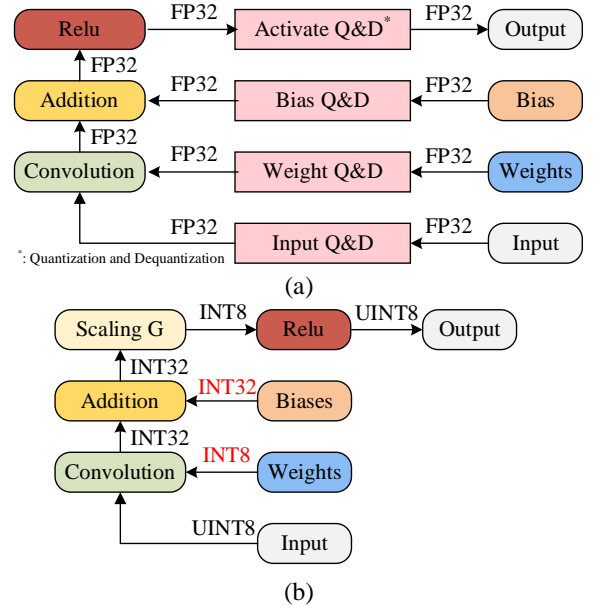 FP32 FP32
Relu Activate Q&D* Output
FP32
FP32 FP32
Addition Bias Q&D Bias
FP32
FP32 FP32
Convolution Weight Q&D Weights
FP32 FP32
Input Q&D Input
*: Quantization and Dequantization
(a)
INT8 UINT8
Scaling G Relu Output
INT32
INT32
Addition Biases
INT32
INT8
Convolution Weights
UINT8
Input
(b)